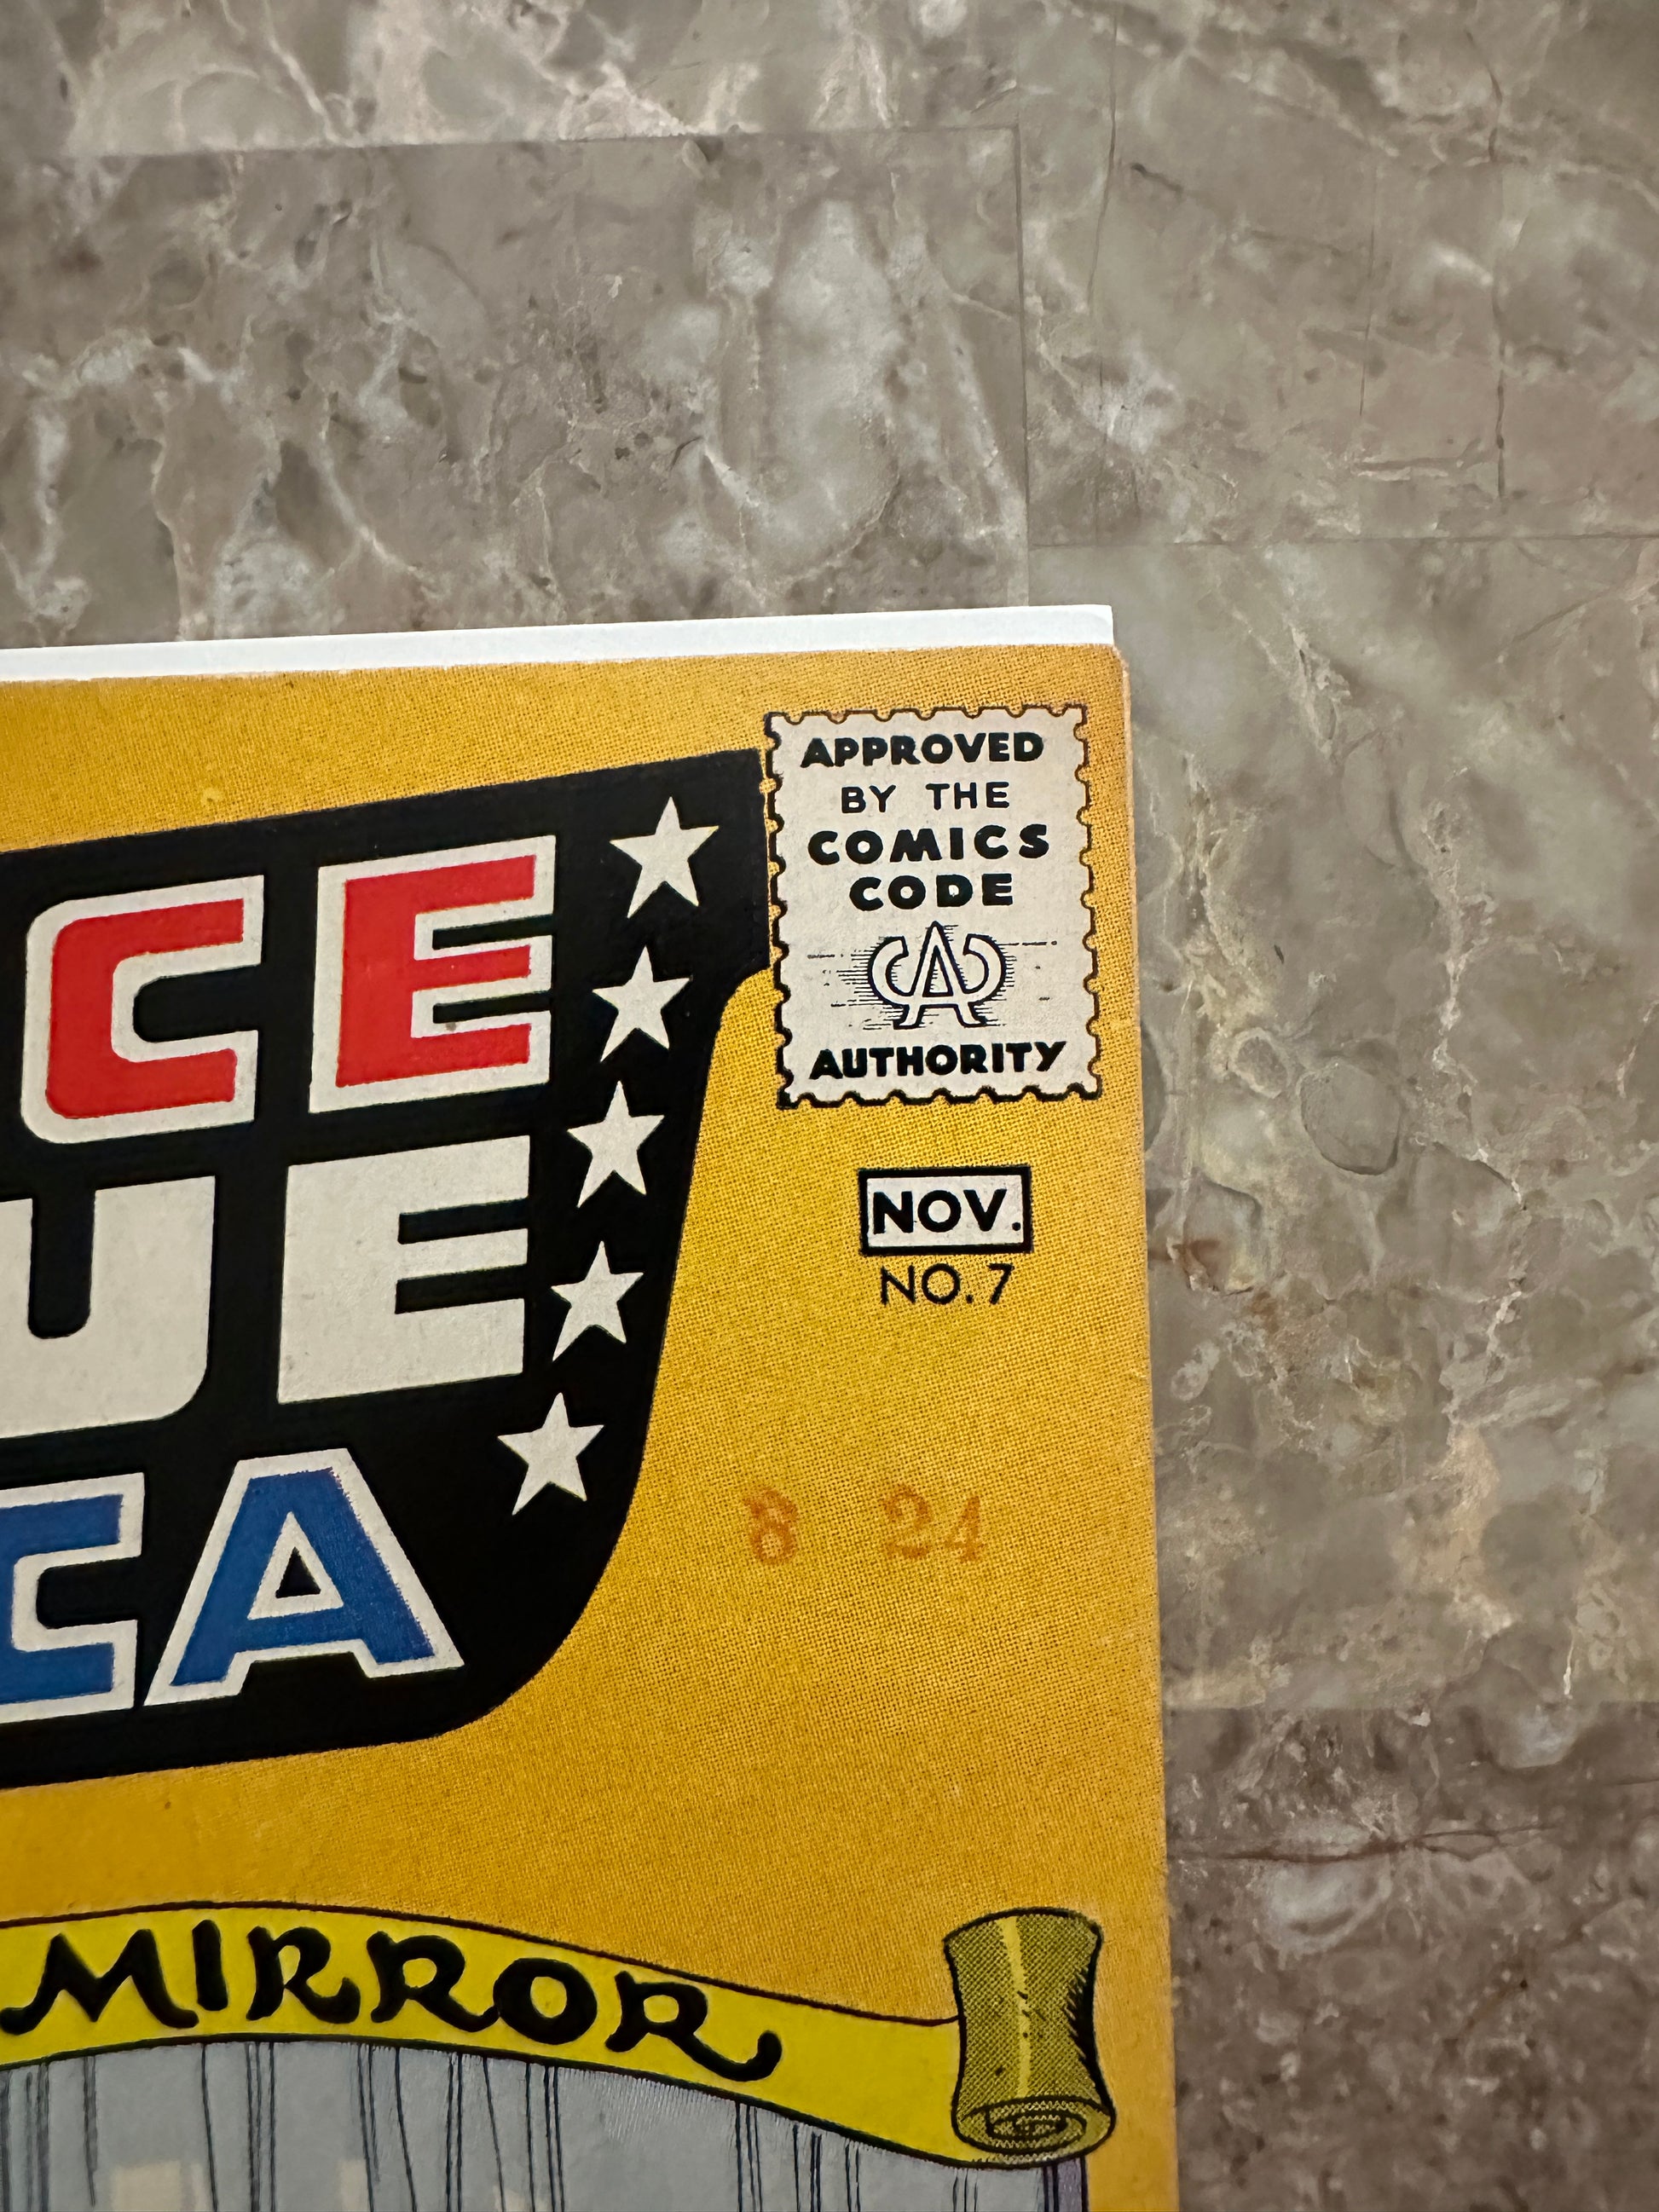 APPROVED
BY THE
COMICS
CODE
CA
AUTHORITY
CE
UE
CA
NOV.
NO. 7
8 24
MIRROR